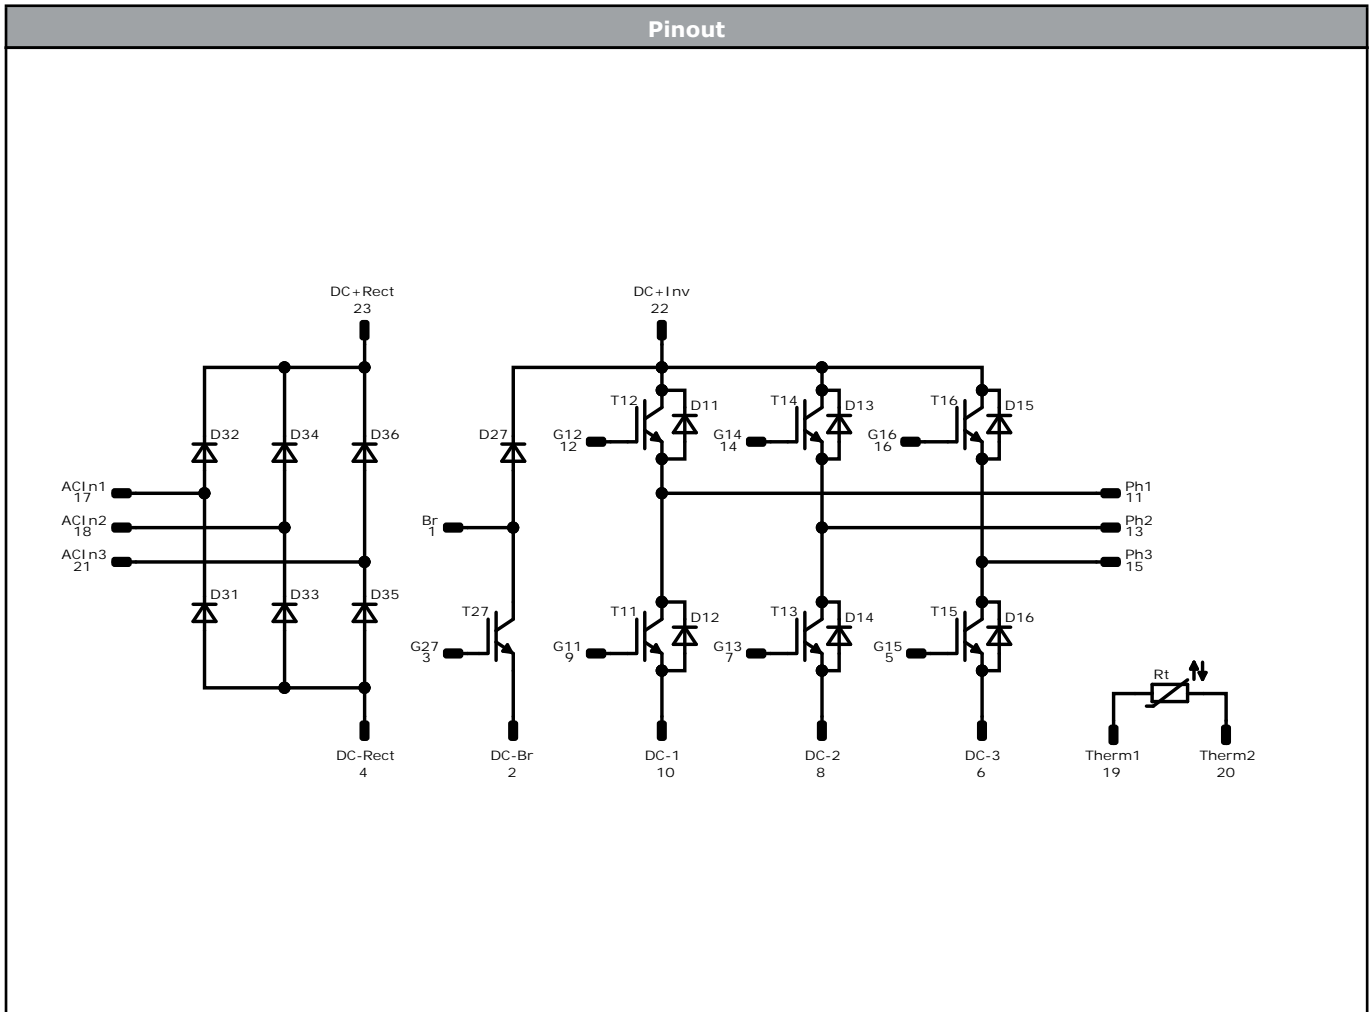 Pinout
DC+Rect
23
DC+Inv
22
T12
D11
T14
D13
T16
D15
D32
D34
D36
D27
G12
12
G14
14
G16
16
ACIn1
17
Ph1
11
ACIn2
18
Br
1
Ph2
13
ACIn3
21
Ph3
15
D31
D33
D35
T27
T11
D12
T13
D14
T15
D16
G27
3
G11
9
G13
7
G15
5
Rt
DC-Rect
4
DC-Br
2
DC-1
10
DC-2
8
DC-3
6
Therm1
19
Therm2
20